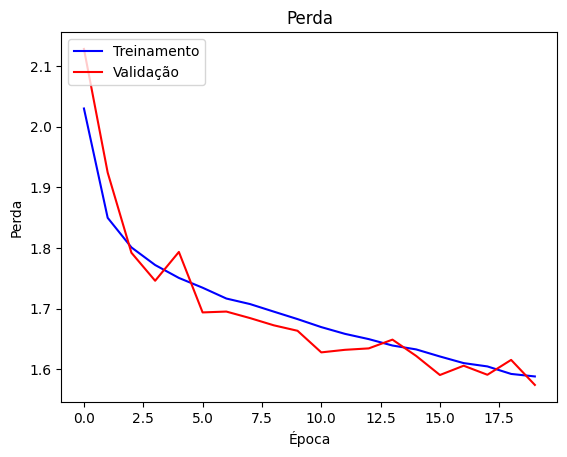 Perda
Treinamento
Validação
2.1
2.0
1.9
1.8
1.7
1.6
Perda
0.0 2.5 5.0 7.5 10.0 12.5 15.0 17.5
Época